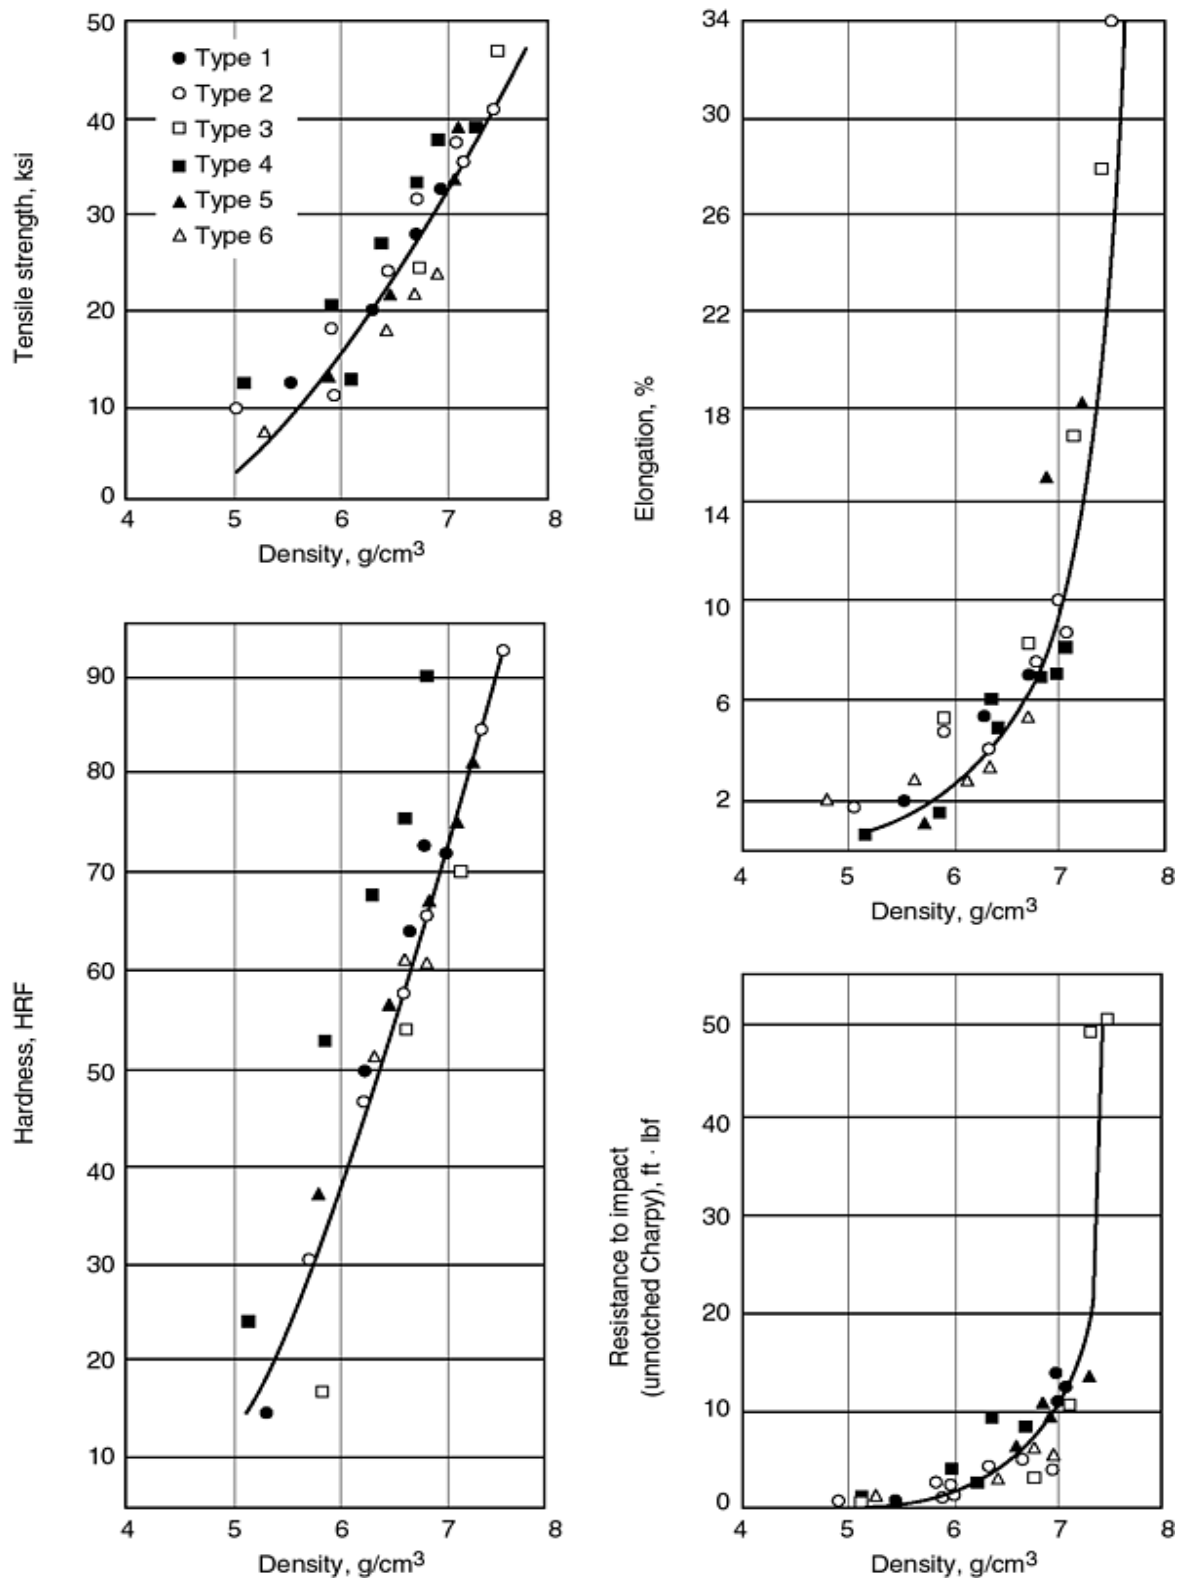 Tensile strength, ksi
50
40
30
20
10
0
Type 1
Type 2
Type 3
Type 4
Type 5
Type 6
4 5 6 7 8
Density, g/cm³
Elongation, %
34
30
26
22
18
14
10
6
2
4 5 6 7 8
Density, g/cm³
Hardness, HRF
90
80
70
60
50
40
30
20
10
4 5 6 7 8
Density, g/cm³
Resistance to impact
(unnotched Charpy), ft · lbf
50
40
30
20
10
0
4 5 6 7 8
Density, g/cm³